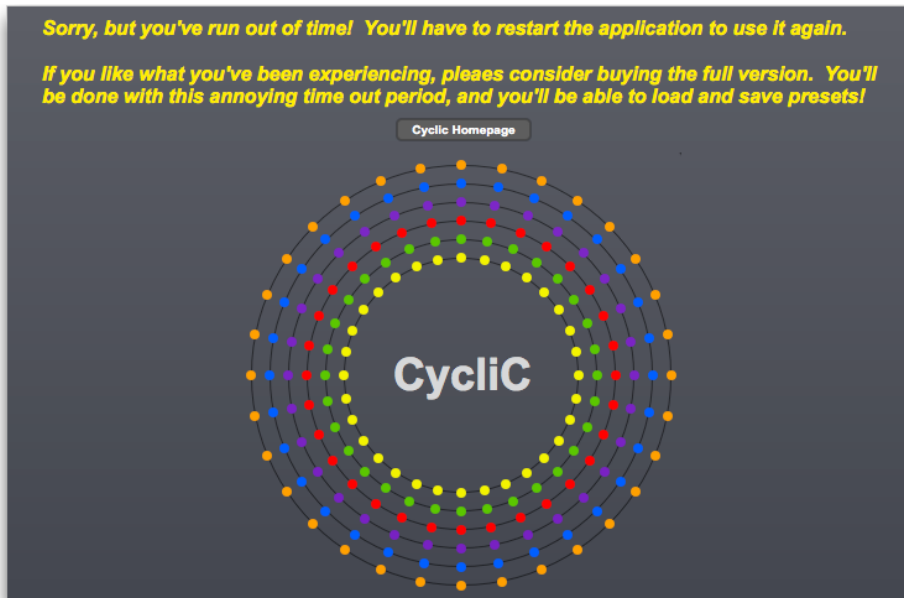 Sorry, but you've run out of time!  You'll have to restart the application to use it again.
If you like what you've been experiencing, pleaes consider buying the full version.  You'll
be done with this annoying time out period, and you'll be able to load and save presets!
Cyclic Homepage
CycliC